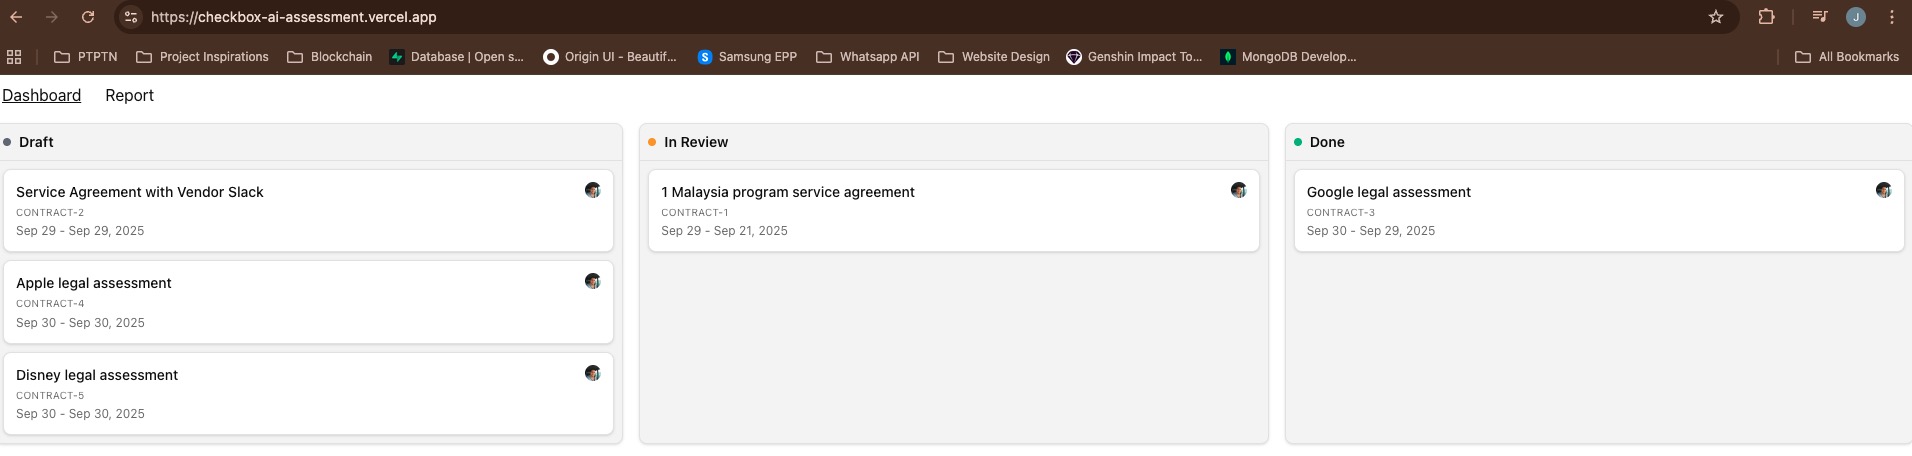 https://checkbox-ai-assessment.vercel.app
J
PTPTN
Project Inspirations
Blockchain
Database | Open s...
Origin UI - Beautif...
S
Samsung EPP
Whatsapp API
Website Design
Genshin Impact To...
MongoDB Develop...
All Bookmarks
Dashboard
Report
Draft
Service Agreement with Vendor Slack
CONTRACT-2
Sep 29 - Sep 29, 2025
Apple legal assessment
CONTRACT-4
Sep 30 - Sep 30, 2025
Disney legal assessment
CONTRACT-5
Sep 30 - Sep 30, 2025
In Review
1 Malaysia program service agreement
CONTRACT-1
Sep 29 - Sep 21, 2025
Done
Google legal assessment
CONTRACT-3
Sep 30 - Sep 29, 2025